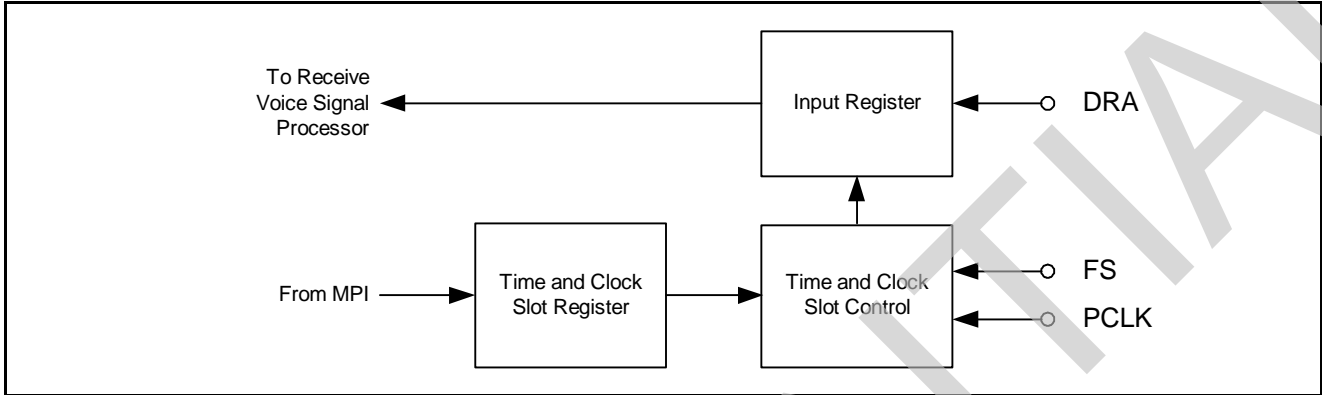 To Receive
Voice Signal
Processor
Input Register
DRA
From MPI
Time and Clock
Slot Register
Time and Clock
Slot Control
FS
PCLK
TIA